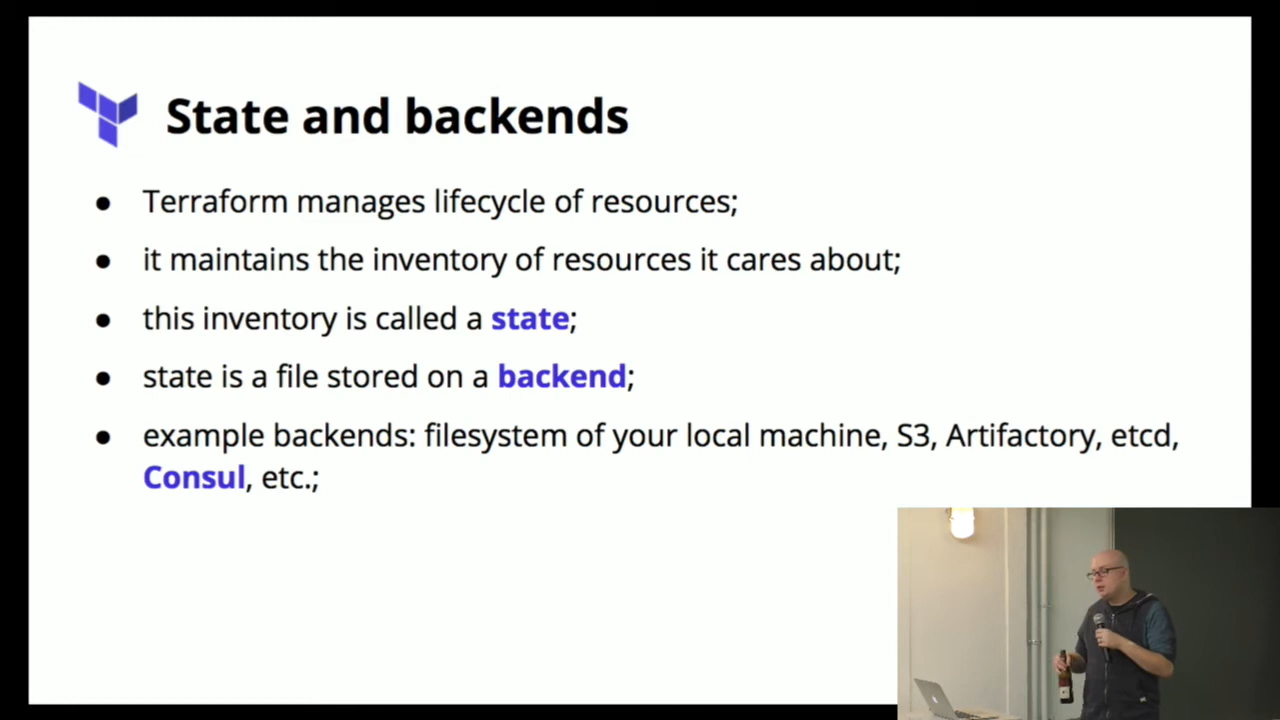 State and backends
● Terraform manages lifecycle of resources;
● it maintains the inventory of resources it cares about;
● this inventory is called a state;
● state is a file stored on a backend;
● example backends: filesystem of your local machine, S3, Artifactory, etcd,
Consul, etc.;